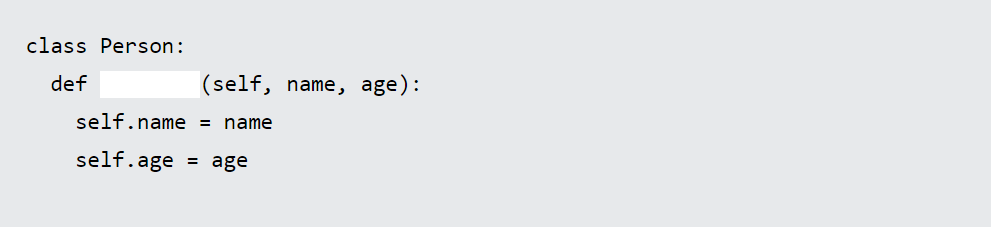 class Person:
def (self, name, age):
self.name = name
self.age = age